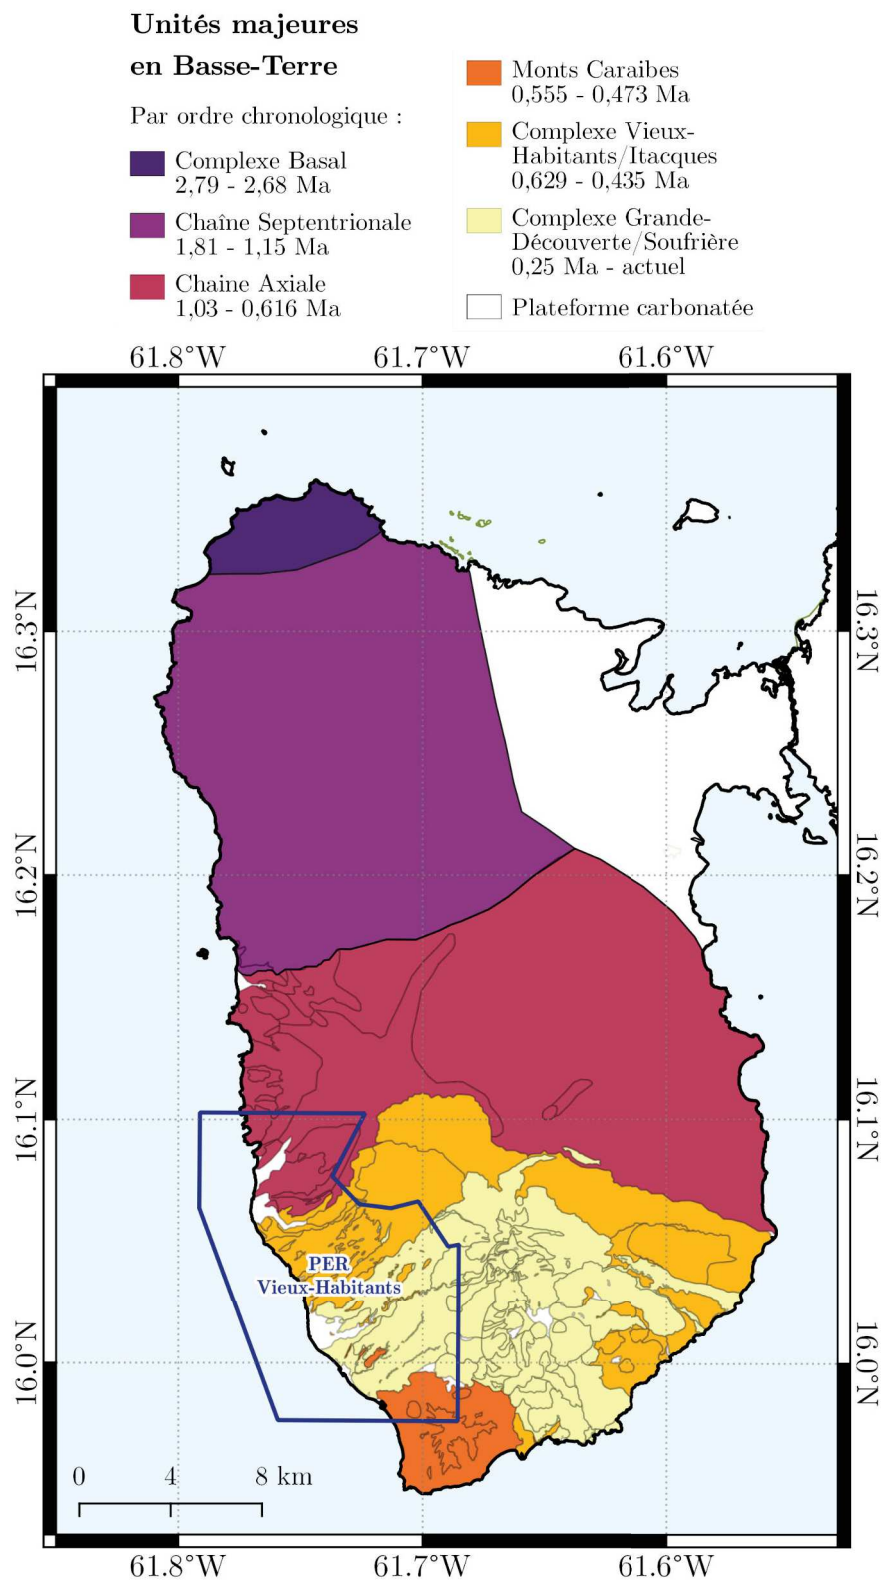 Unités majeures
en Basse-Terre
Par ordre chronologique :
Complexe Basal
2,79 - 2,68 Ma
Chaîne Septentrionale
1,81 - 1,15 Ma
Chaine Axiale
1,03 - 0,616 Ma
Monts Caraibes
0,555 - 0,473 Ma
Complexe Vieux-
Habitants/Itacques
0,629 - 0,435 Ma
Complexe Grande-
Découverte/Soufrière
0,25 Ma - actuel
Plateforme carbonatée
61.8°W 61.7°W 61.6°W
16.3°N 16.3°N
16.2°N 16.2°N
16.1°N 16.1°N
PER
Vieux-Habitants
16.0°N 16.0°N
0 4 8 km
61.8°W 61.7°W 61.6°W